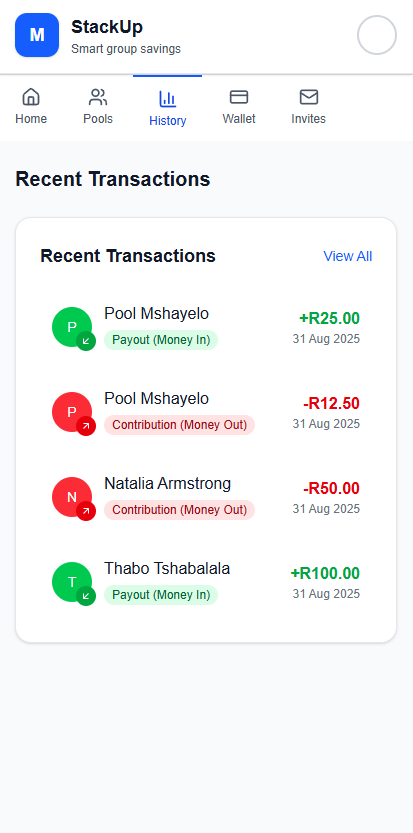 M
StackUp
Smart group savings
Home
Pools
History
Wallet
Invites
Recent Transactions
Recent Transactions
View All
P
Pool Mshayelo
Payout (Money In)
+R25.00
31 Aug 2025
P
Pool Mshayelo
Contribution (Money Out)
-R12.50
31 Aug 2025
N
Natalia Armstrong
Contribution (Money Out)
-R50.00
31 Aug 2025
T
Thabo Tshabalala
Payout (Money In)
+R100.00
31 Aug 2025